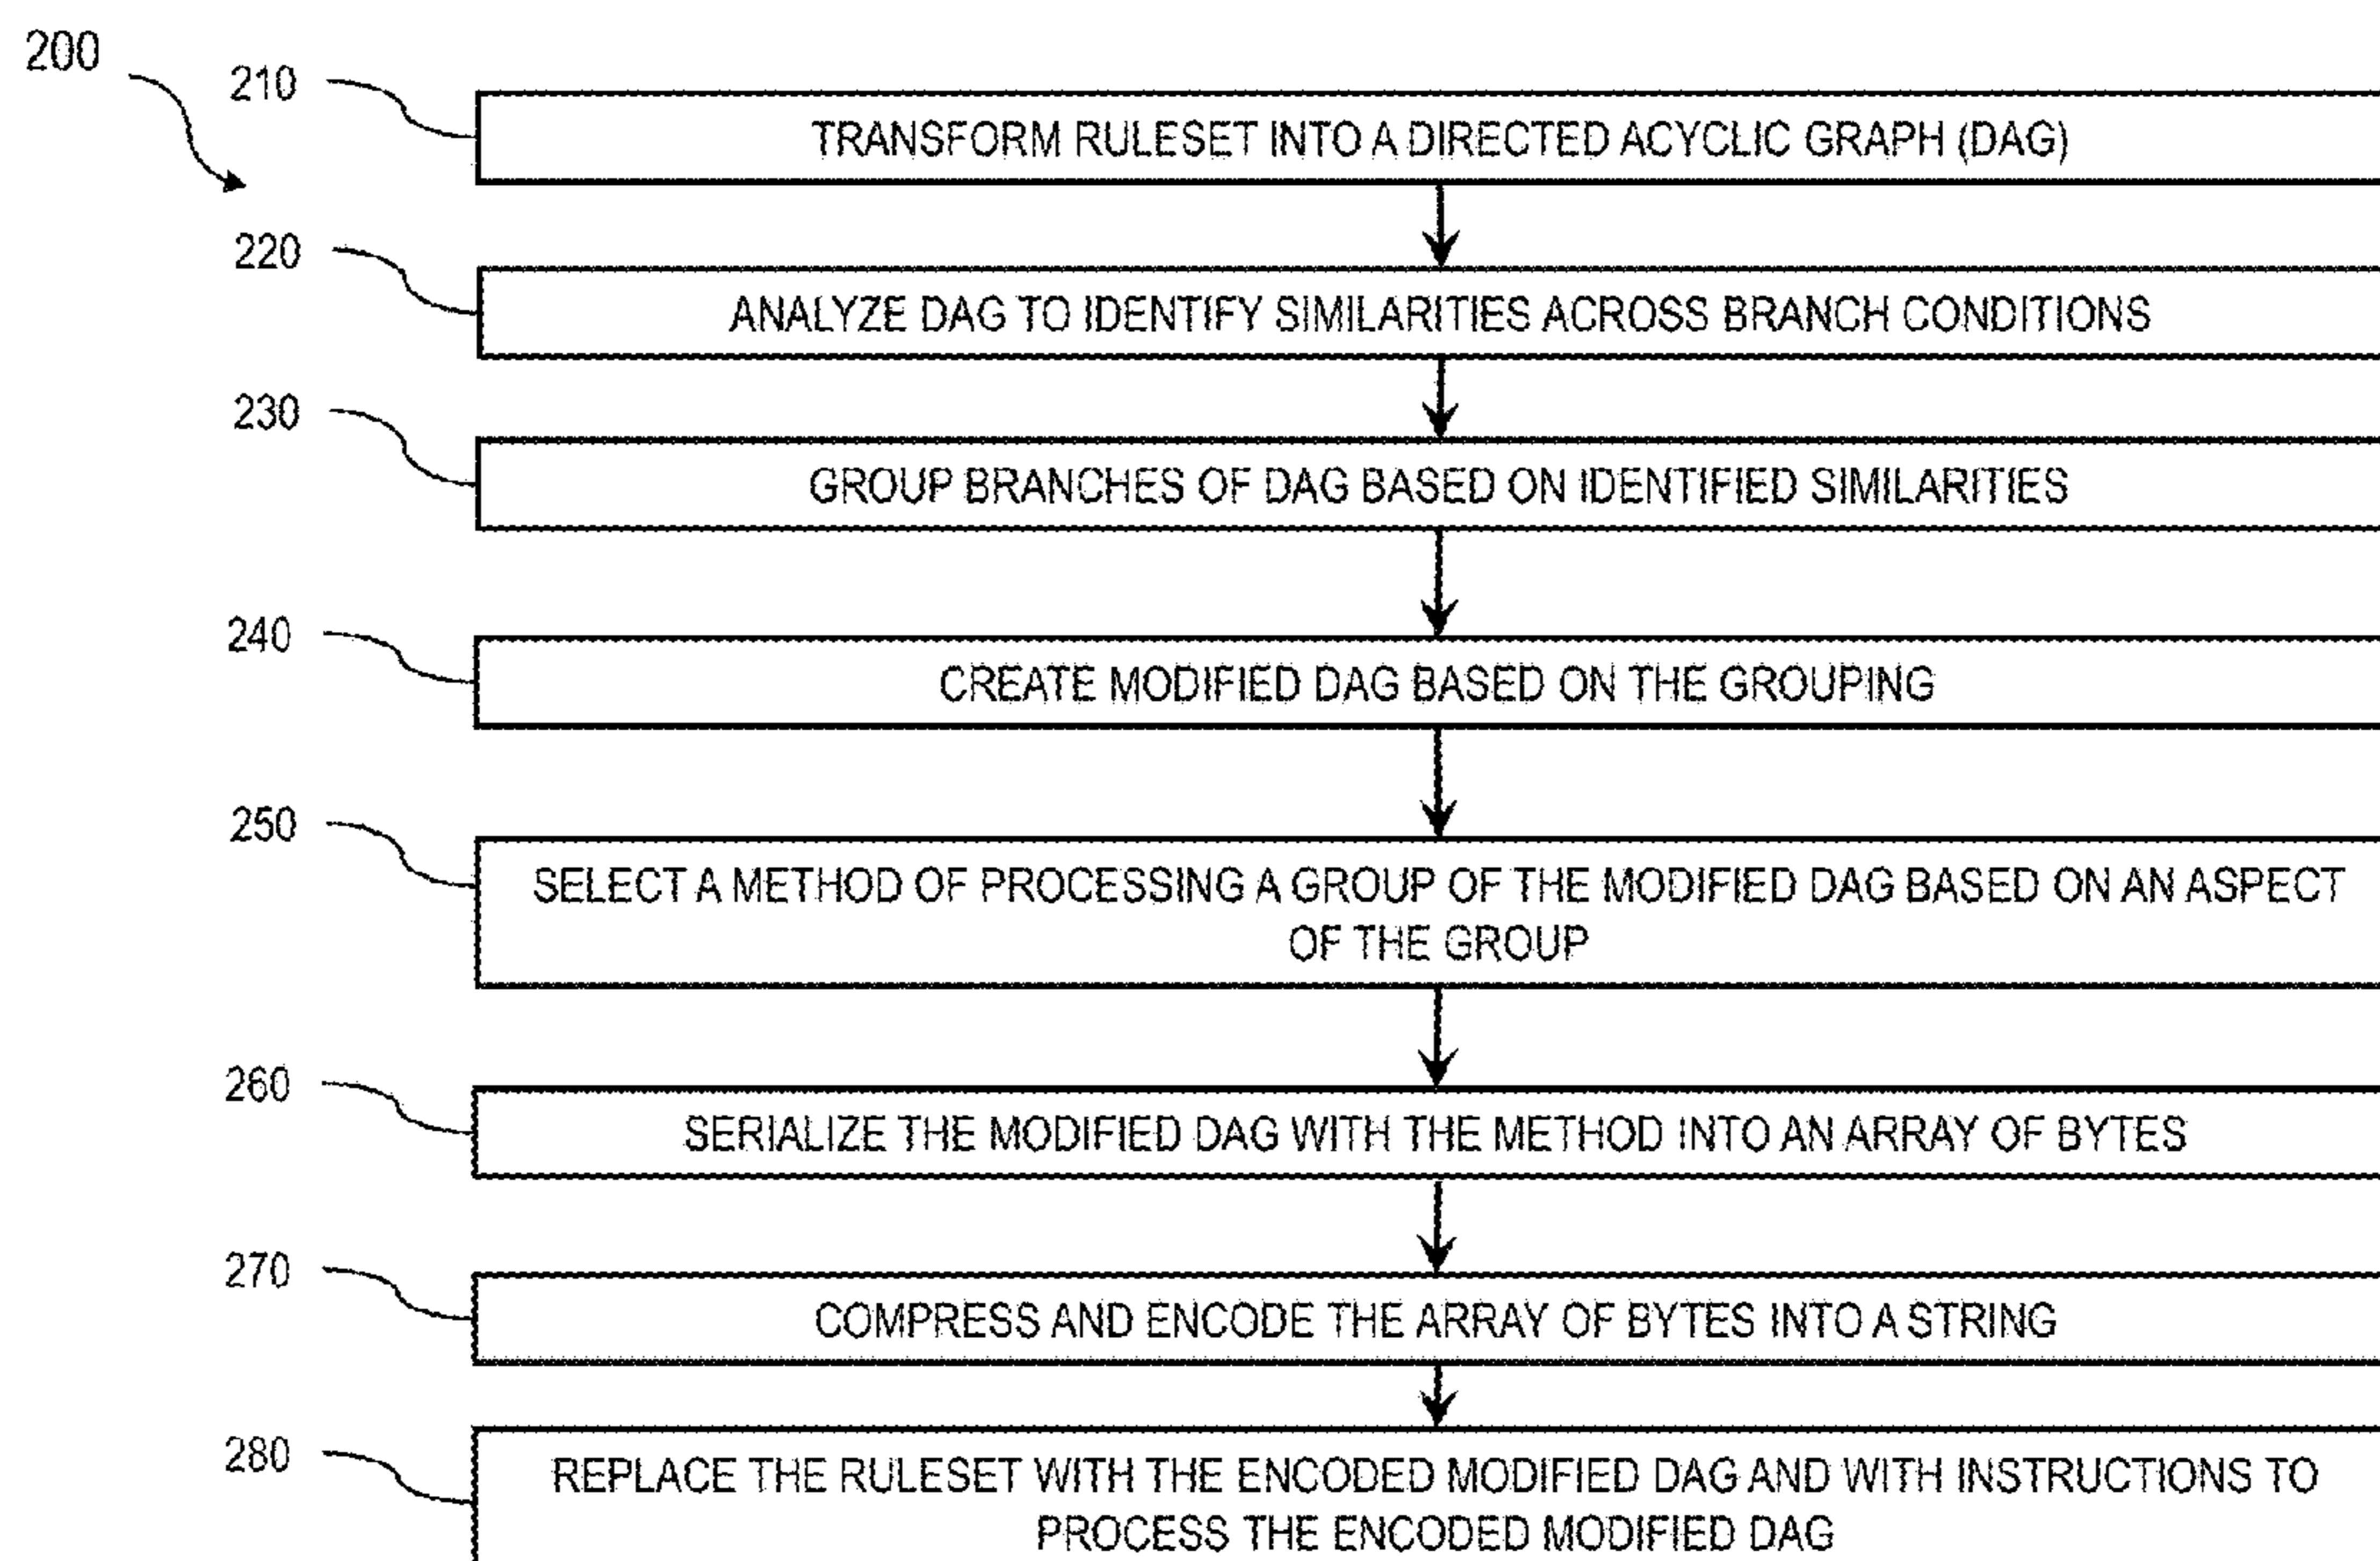 200
210
TRANSFORM RULESET INTO A DIRECTED ACYCLIC GRAPH (DAG)
220
ANALYZE DAG TO IDENTIFY SIMILARITIES ACROSS BRANCH CONDITIONS
230
GROUP BRANCHES OF DAG BASED ON IDENTIFIED SIMILARITIES
240
CREATE MODIFIED DAG BASED ON THE GROUPING
250
SELECT A METHOD OF PROCESSING A GROUP OF THE MODIFIED DAG BASED ON AN ASPECT
OF THE GROUP
260
SERIALIZE THE MODIFIED DAG WITH THE METHOD INTO AN ARRAY OF BYTES
270
COMPRESS AND ENCODE THE ARRAY OF BYTES INTO A STRING
280
REPLACE THE RULESET WITH THE ENCODED MODIFIED DAG AND WITH INSTRUCTIONS TO
PROCESS THE ENCODED MODIFIED DAG